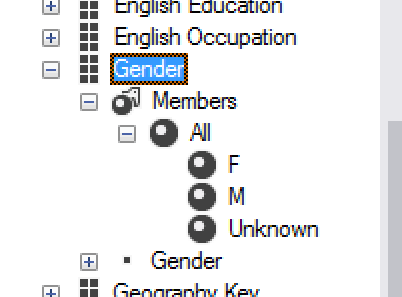 English Education
English Occupation
Gender
Members
All
F
M
Unknown
Gender
Geography Key